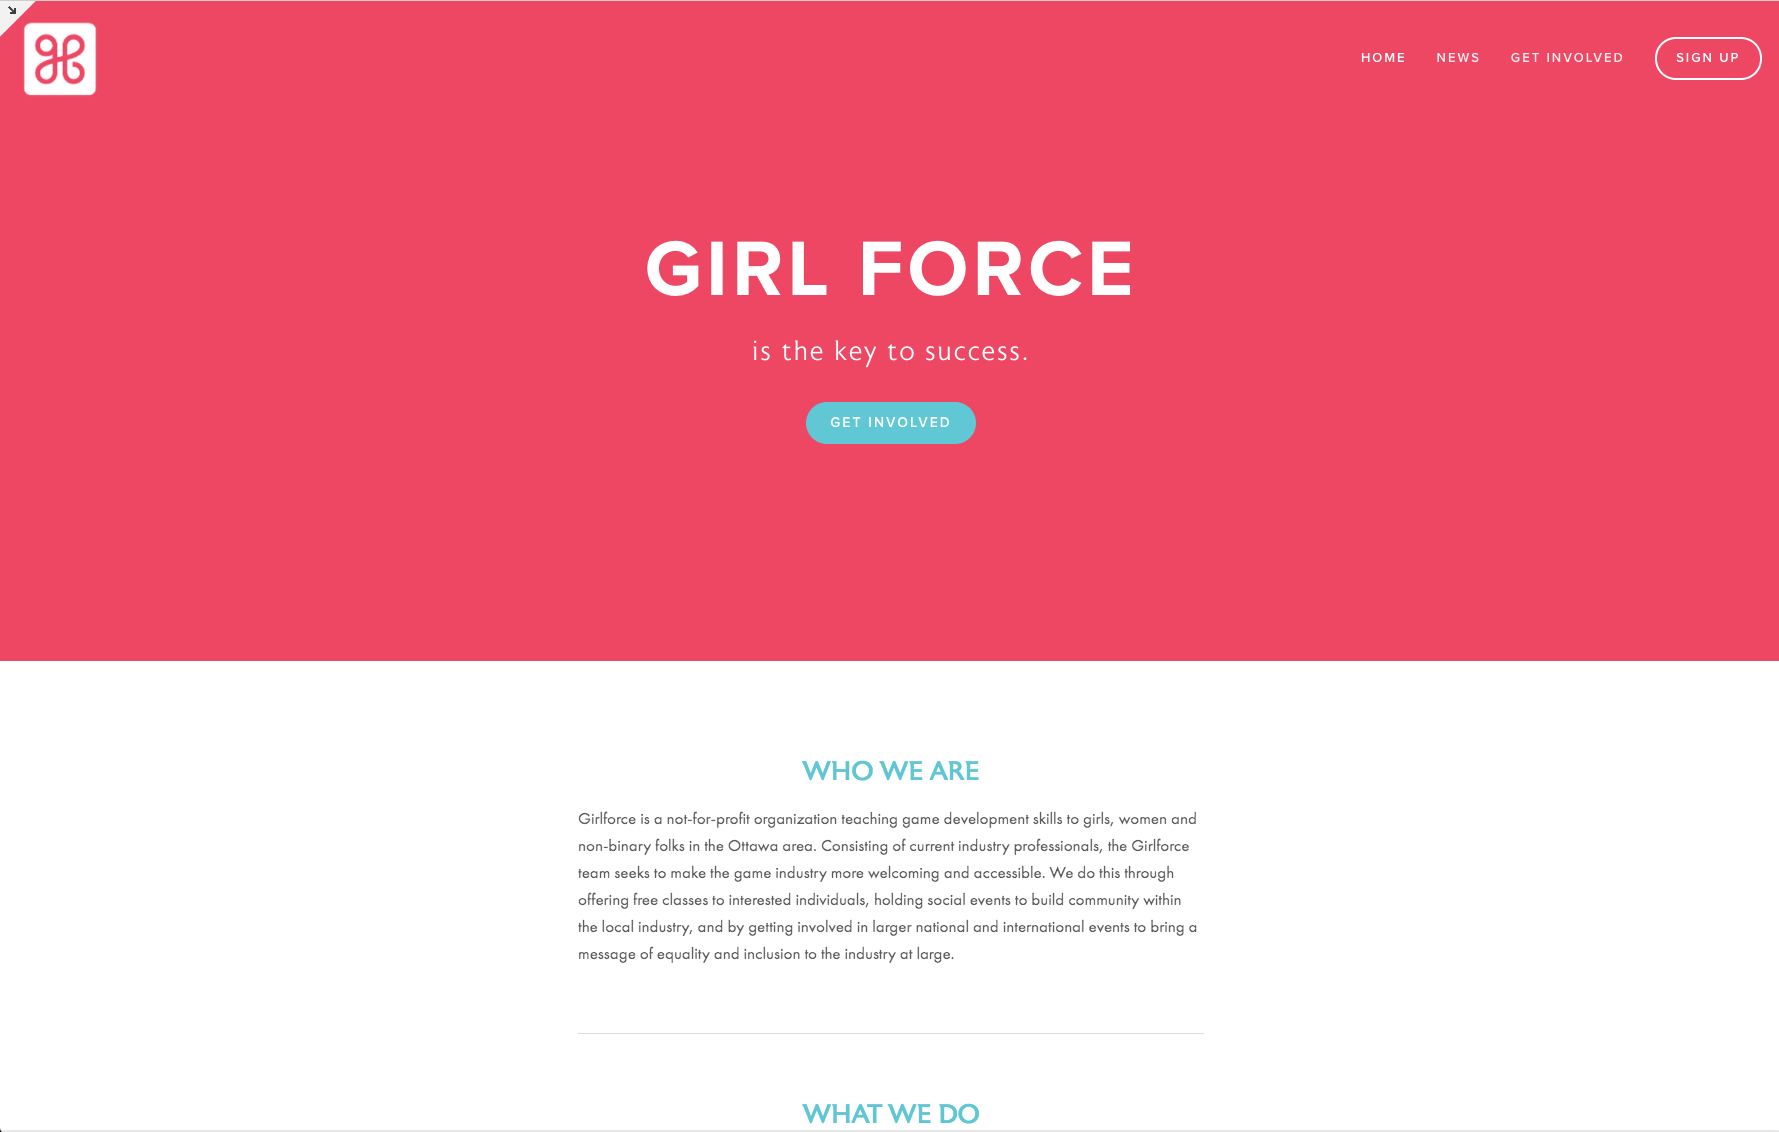 HOME NEWS GET INVOLVED SIGN UP
GIRL FORCE
is the key to success.
GET INVOLVED
WHO WE ARE
Girlforce is a not-for-profit organization teaching game development skills to girls, women and
non-binary folks in the Ottawa area. Consisting of current industry professionals, the Girlforce
team seeks to make the game industry more welcoming and accessible. We do this through
offering free classes to interested individuals, holding social events to build community within
the local industry, and by getting involved in larger national and international events to bring a
message of equality and inclusion to the industry at large.
WHAT WE DO